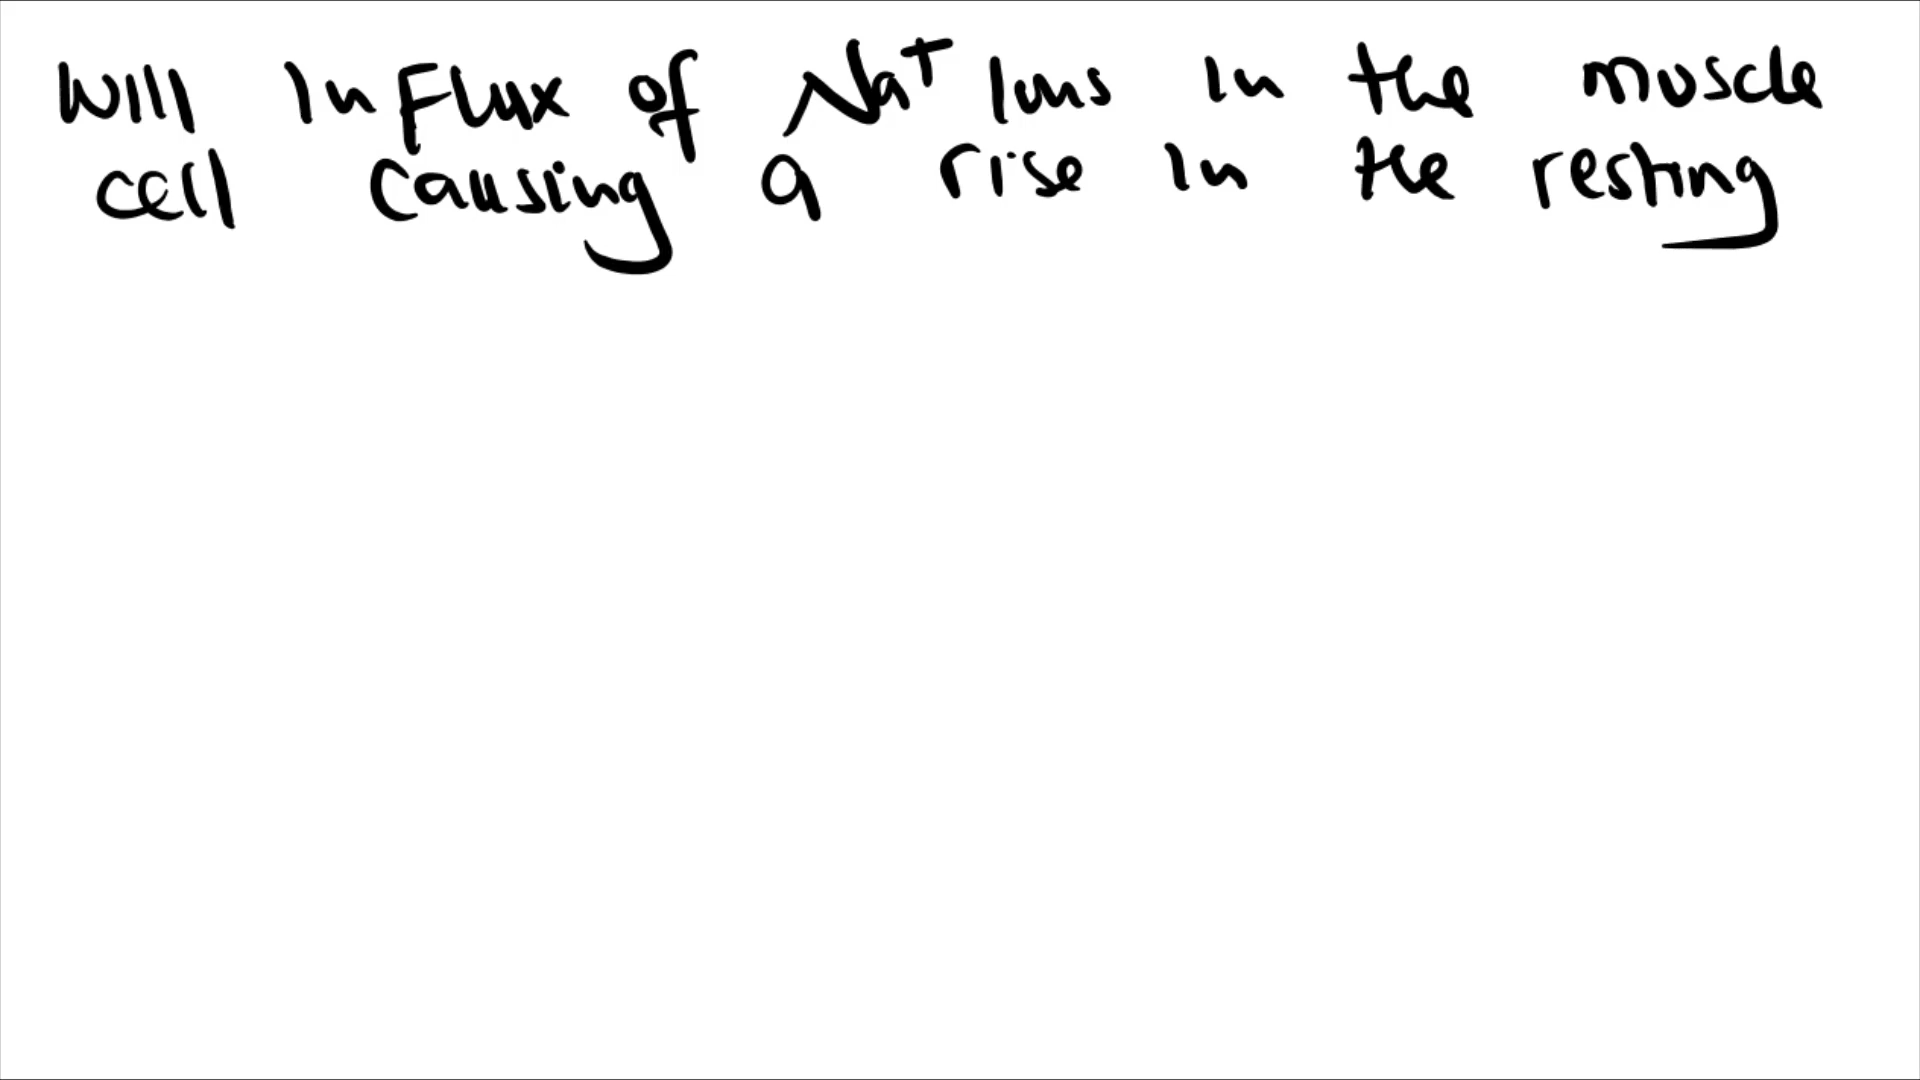 Will InFlux of Na⁺ Ions in the muscle
cell causing a rise in the resting